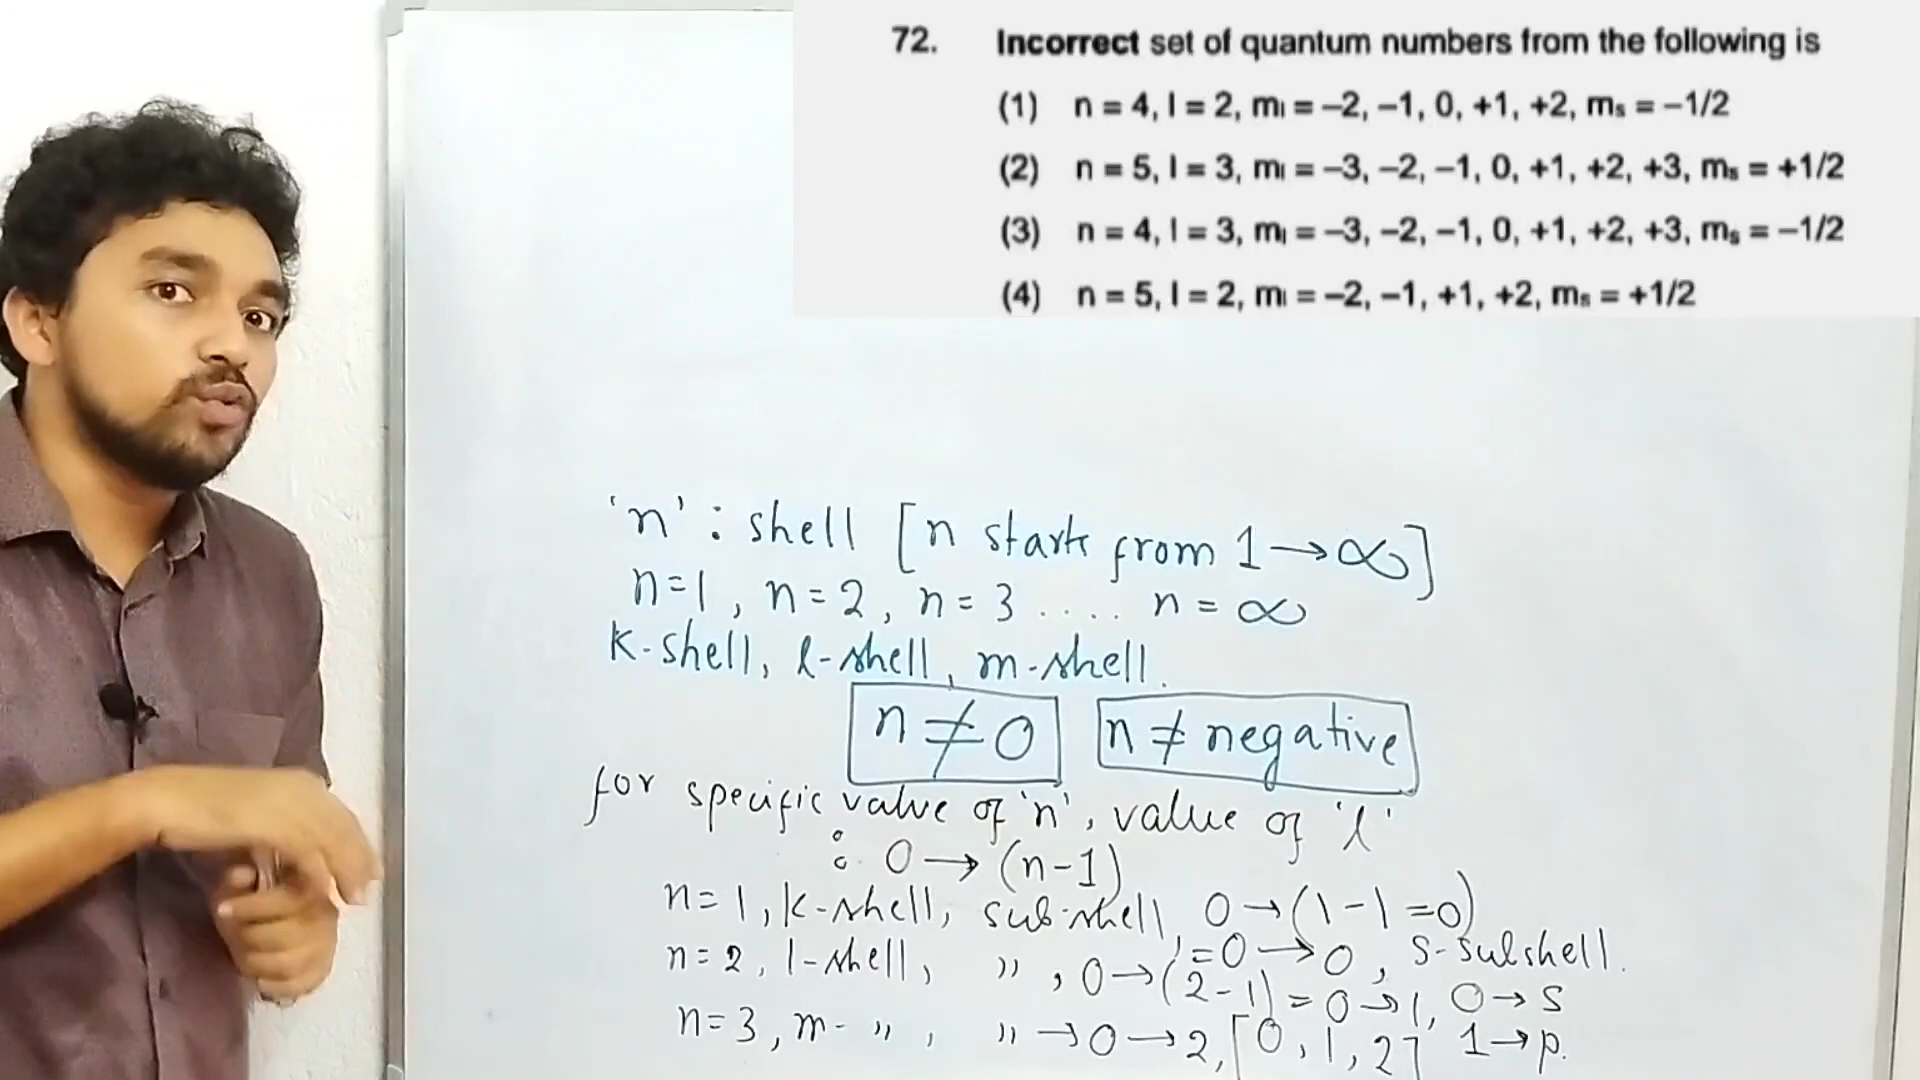 72. Incorrect set of quantum numbers from the following is
(1) n = 4, l = 2, ml = –2, –1, 0, +1, +2, ms = –1/2
(2) n = 5, l = 3, ml = –3, –2, –1, 0, +1, +2, +3, ms = +1/2
(3) n = 4, l = 3, ml = –3, –2, –1, 0, +1, +2, +3, ms = –1/2
(4) n = 5, l = 2, ml = –2, –1, +1, +2, ms = +1/2
'n' : shell [n starts from 1 → ∞]
n=1, n=2, n=3 .... n=∞
k-shell, l-shell, m-shell.
n ≠ 0 n ≠ negative
for specific value of 'n', value of 'l'
: 0 → (n-1)
n=1, k-shell, sub-shell, 0 → (1-1=0)
=0 → 0, s-subshell.
n=2, l-shell, ,, , 0 → (2-1) = 0 → 1, 0 → s
n=3, m- ,, , ,, → 0 → 2, [0, 1, 2] 1 → p.